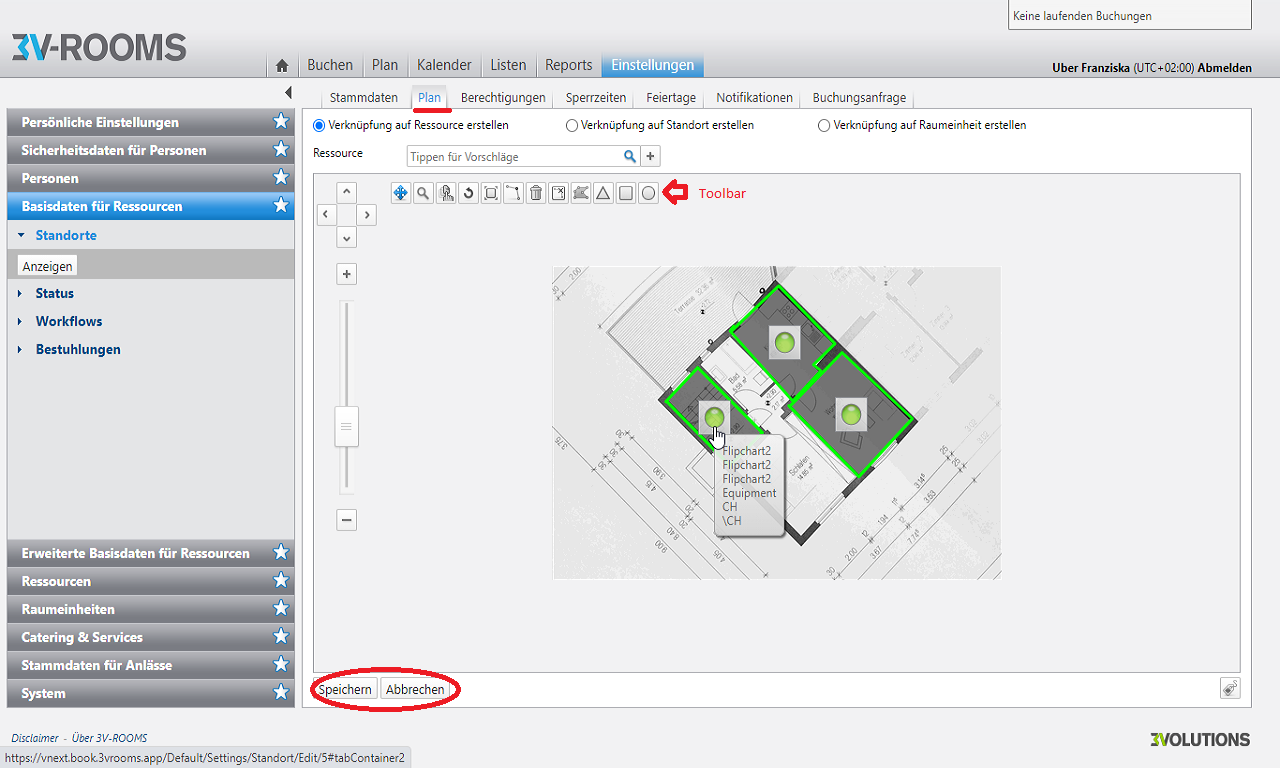 Keine laufenden Buchungen
3V-ROOMS
Buchen Plan Kalender Listen Reports Einstellungen
Uber Franziska (UTC+02:00) Abmelden
Stammdaten Plan Berechtigungen Sperrzeiten Feiertage Notifikationen Buchungsanfrage
Persönliche Einstellungen
Sicherheitsdaten für Personen
Personen
Basisdaten für Ressourcen
Standorte
Anzeigen
Status
Workflows
Bestuhlungen
Erweiterte Basisdaten für Ressourcen
Ressourcen
Raumeinheiten
Catering & Services
Stammdaten für Anlässe
System
Verknüpfung auf Ressource erstellen Verknüpfung auf Standort erstellen Verknüpfung auf Raumeinheit erstellen
Ressource Tippen für Vorschläge
Toolbar
Terrasse
Bad
Schlafen
Flipchart2
Flipchart2
Flipchart2
Equipment
CH
\CH
Speichern Abbrechen
Disclaimer - Über 3V-ROOMS
3VOLUTIONS
https://vnext.book.3vrooms.app/Default/Settings/Standort/Edit/5#tabContainer2